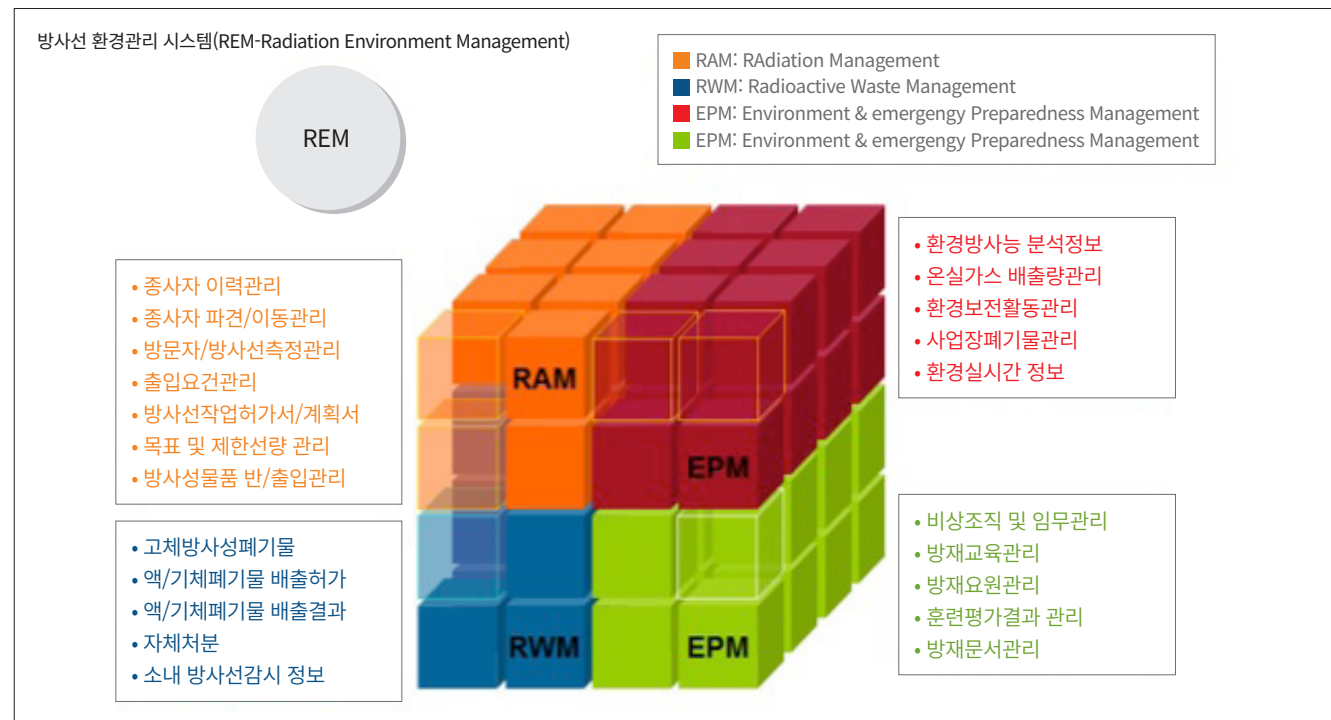 방사선 환경관리 시스템(REM-Radiation Environment Management)
REM
RAM: RAdiation Management
RWM: Radioactive Waste Management
EPM: Environment & emergengy Preparedness Management
EPM: Environment & emergengy Preparedness Management
• 종사자 이력관리
• 종사자 파견/이동관리
• 방문자/방사선측정관리
• 출입요건관리
• 방사선작업허가서/계획서
• 목표 및 제한선량 관리
• 방사성물품 반/출입관리
• 고체방사성폐기물
• 액/기체폐기물 배출허가
• 액/기체폐기물 배출결과
• 자체처분
• 소내 방사선감시 정보
RAM
EPM
RWM
EPM
• 환경방사능 분석정보
• 온실가스 배출량관리
• 환경보전활동관리
• 사업장폐기물관리
• 환경실시간 정보
• 비상조직 및 임무관리
• 방재교육관리
• 방재요원관리
• 훈련평가결과 관리
• 방재문서관리